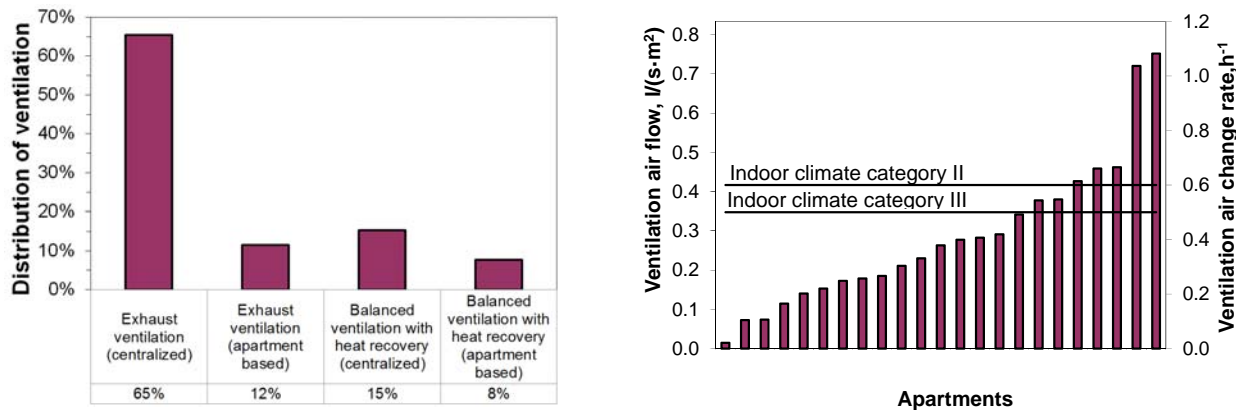 Distribution of ventilation
70%
60%
50%
40%
30%
20%
10%
0%
Exhaust
ventilation
(centralized)
Exhaust
ventilation
(apartment
based)
Balanced
ventilation with
heat recovery
(centralized)
Balanced
ventilation with
heat recovery
(apartment
based)
65% 12% 15% 8%
Ventilation air flow, l/(s·m²)
0.8
0.7
0.6
0.5
0.4
0.3
0.2
0.1
0.0
Indoor climate category II
Indoor climate category III
1.2
1.0
0.8
0.6
0.4
0.2
0.0
Ventilation air change rate,h⁻¹
Apartments